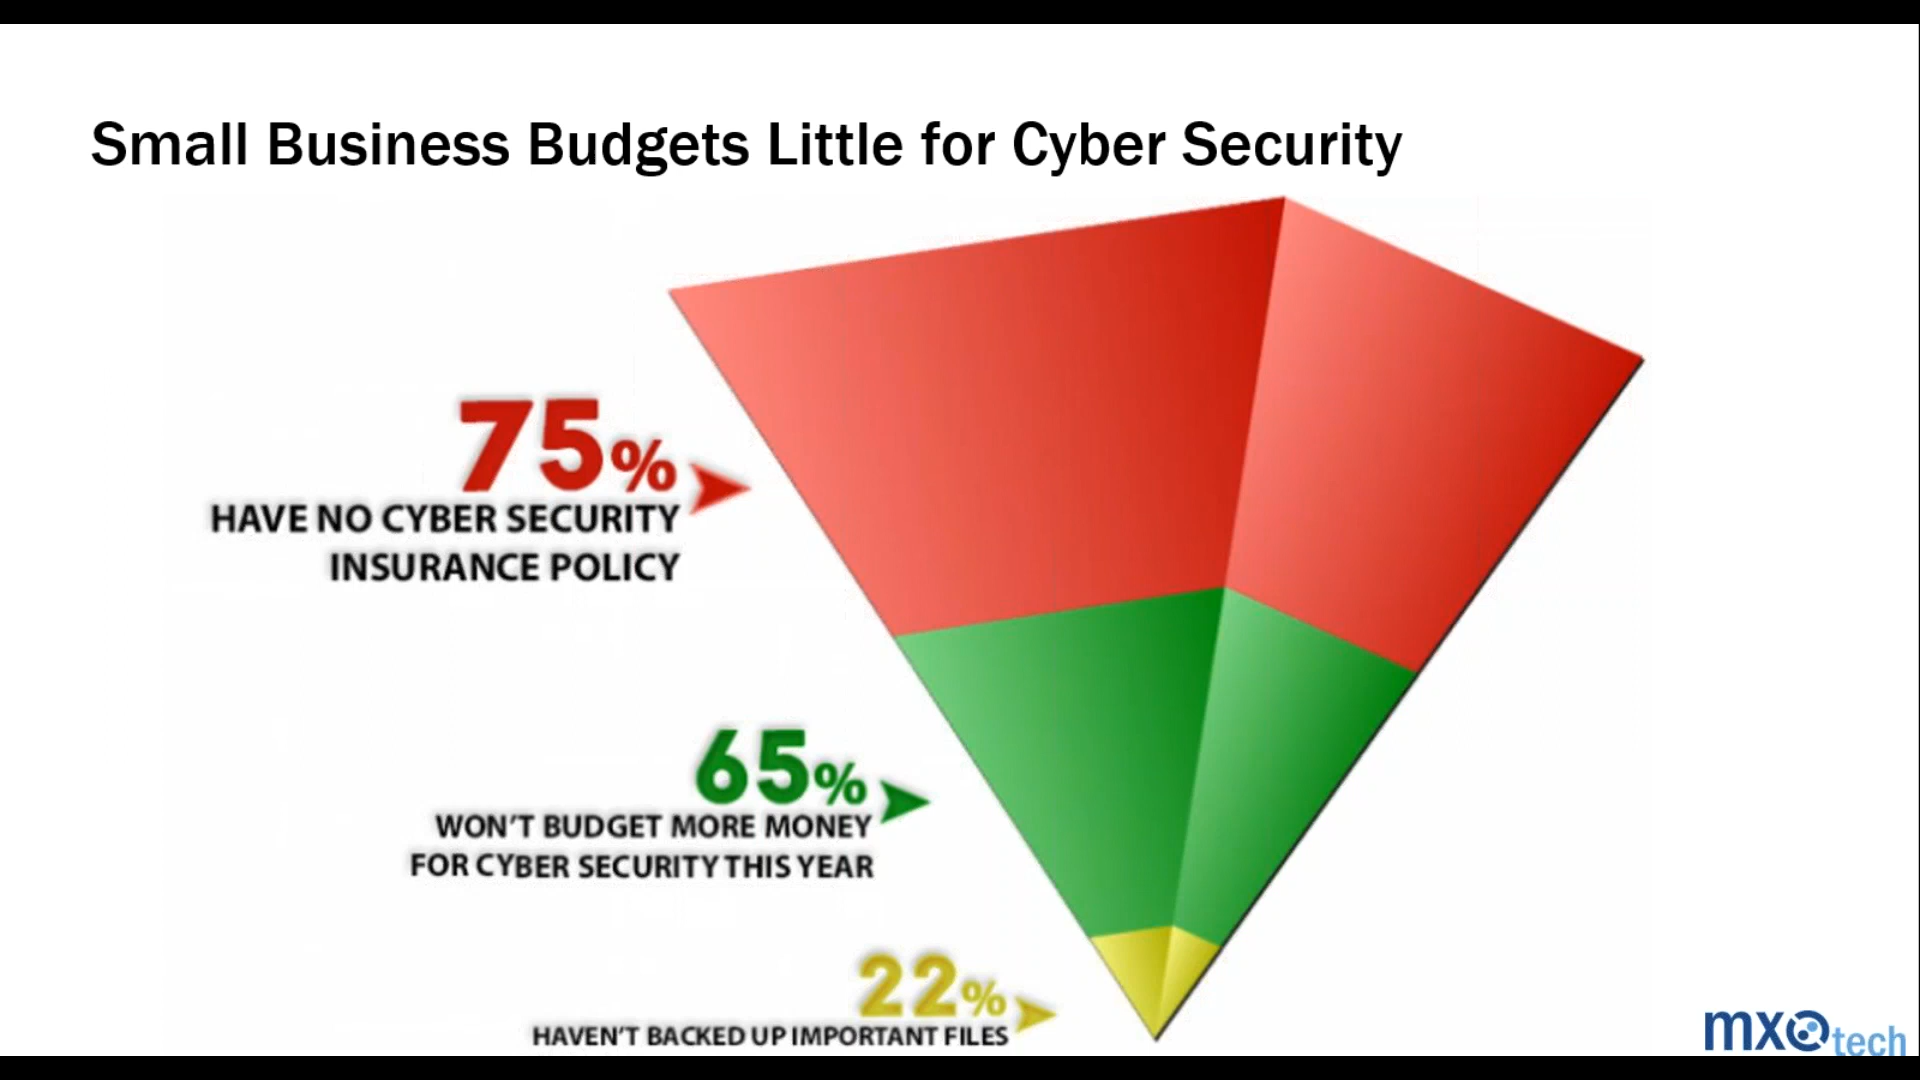 Small Business Budgets Little for Cyber Security
75%
HAVE NO CYBER SECURITY
INSURANCE POLICY
65%
WON'T BUDGET MORE MONEY
FOR CYBER SECURITY THIS YEAR
22%
HAVEN'T BACKED UP IMPORTANT FILES
mxotech